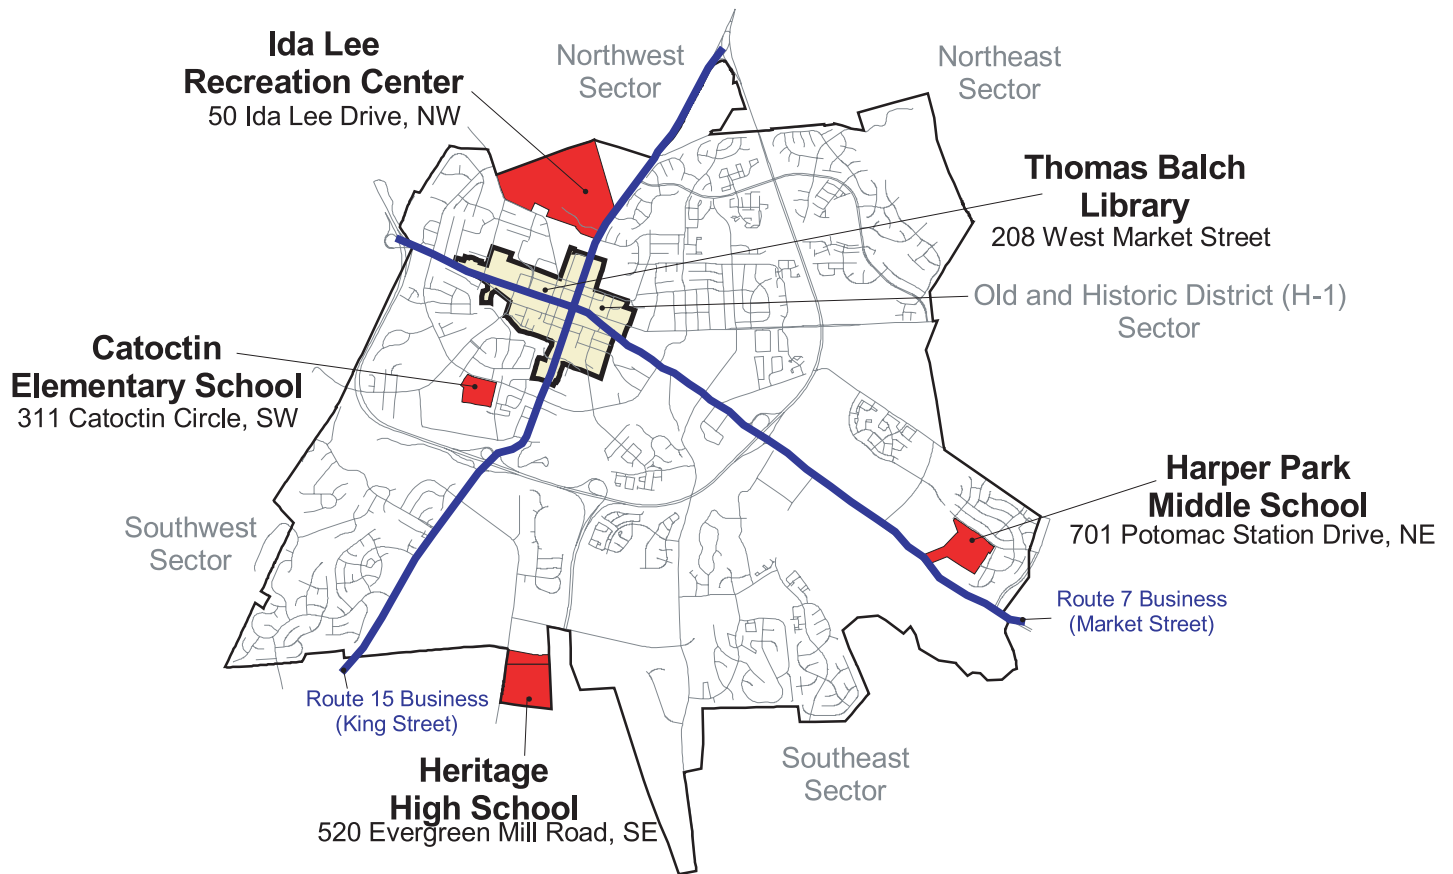 Ida Lee
Recreation Center
50 Ida Lee Drive, NW
Northwest
Sector
Northeast
Sector
Thomas Balch
Library
208 West Market Street
Old and Historic District (H-1)
Sector
Catoctin
Elementary School
311 Catoctin Circle, SW
Harper Park
Middle School
701 Potomac Station Drive, NE
Southwest
Sector
Route 7 Business
(Market Street)
Route 15 Business
(King Street)
Heritage
High School
520 Evergreen Mill Road, SE
Southeast
Sector